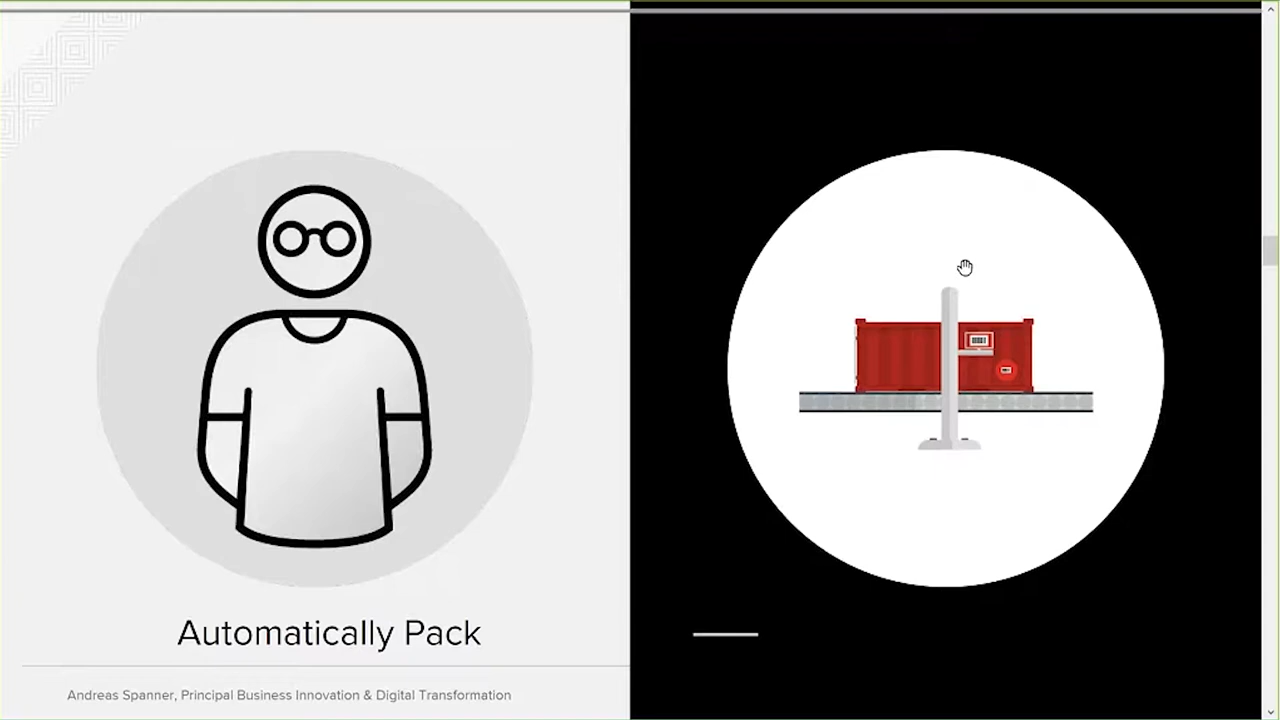 Automatically Pack
Andreas Spanner, Principal Business Innovation & Digital Transformation